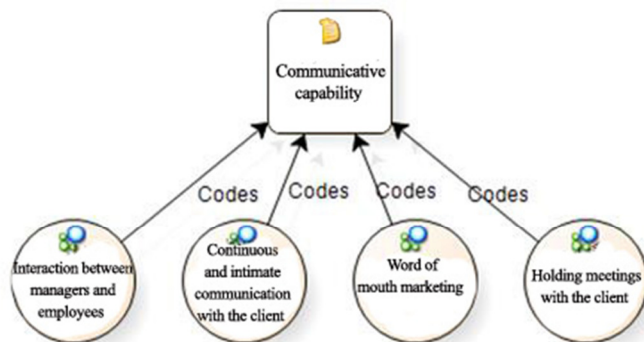 Communicative
capability
Codes
Codes
Codes
Codes
Interaction between
managers and
employees
Continuous
and intimate
communication
with the client
Word of
mouth marketing
Holding meetings
with the client